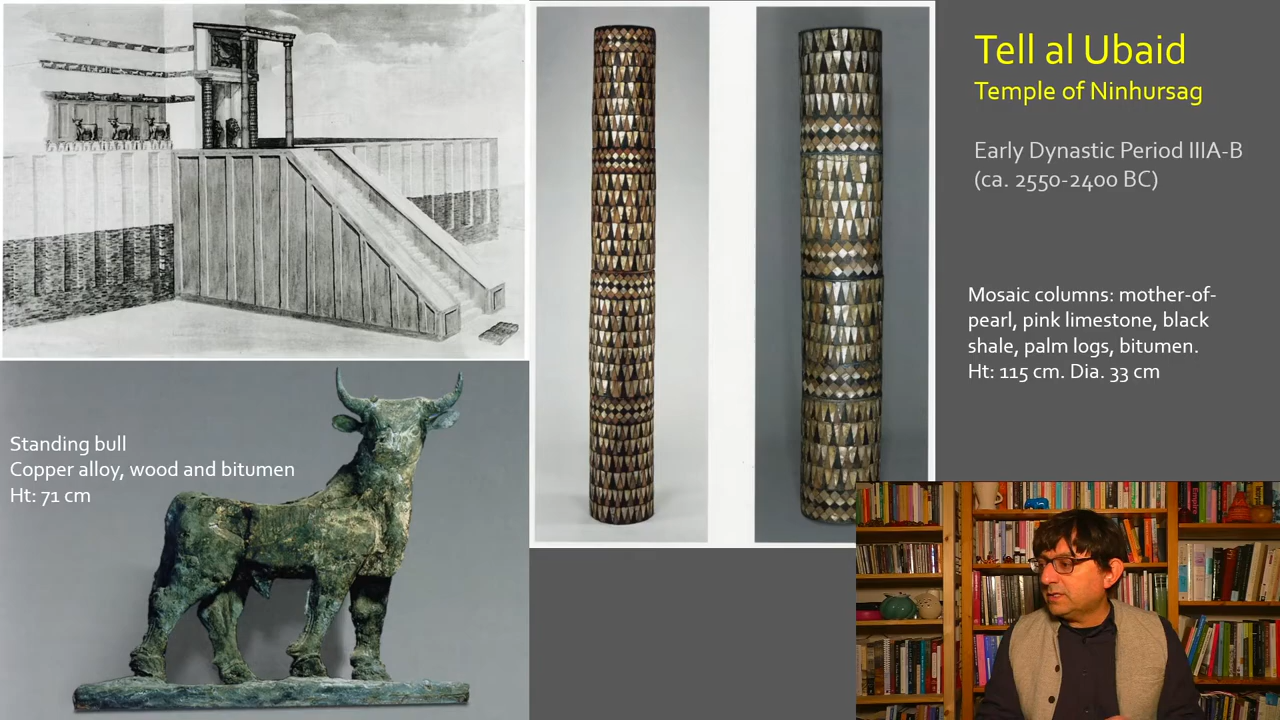 Tell al Ubaid
Temple of Ninhursag
Early Dynastic Period IIIA-B
(ca. 2550-2400 BC)
Mosaic columns: mother-of-
pearl, pink limestone, black
shale, palm logs, bitumen.
Ht: 115 cm. Dia. 33 cm
Standing bull
Copper alloy, wood and bitumen
Ht: 71 cm